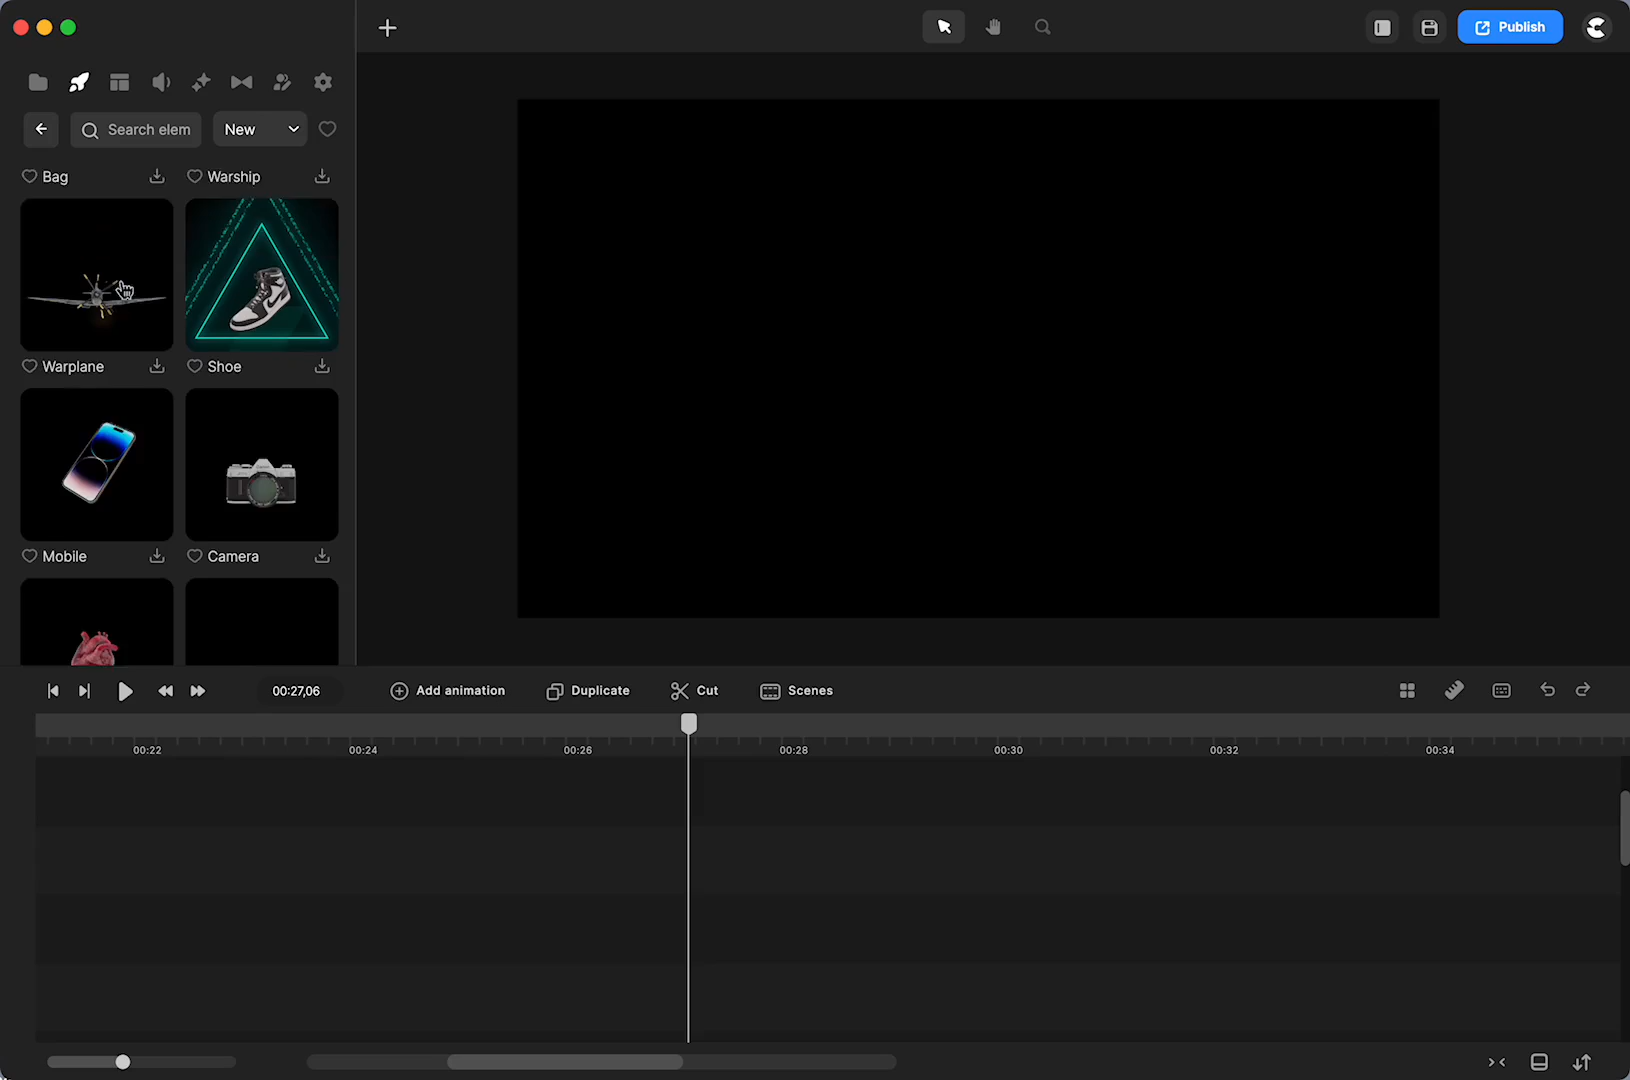 Publish
Search elem
New
Bag
Warship
Warplane
Shoe
Mobile
Camera
00:27,06
Add animation
Duplicate
Cut
Scenes
00:22
00:24
00:26
00:28
00:30
00:32
00:34